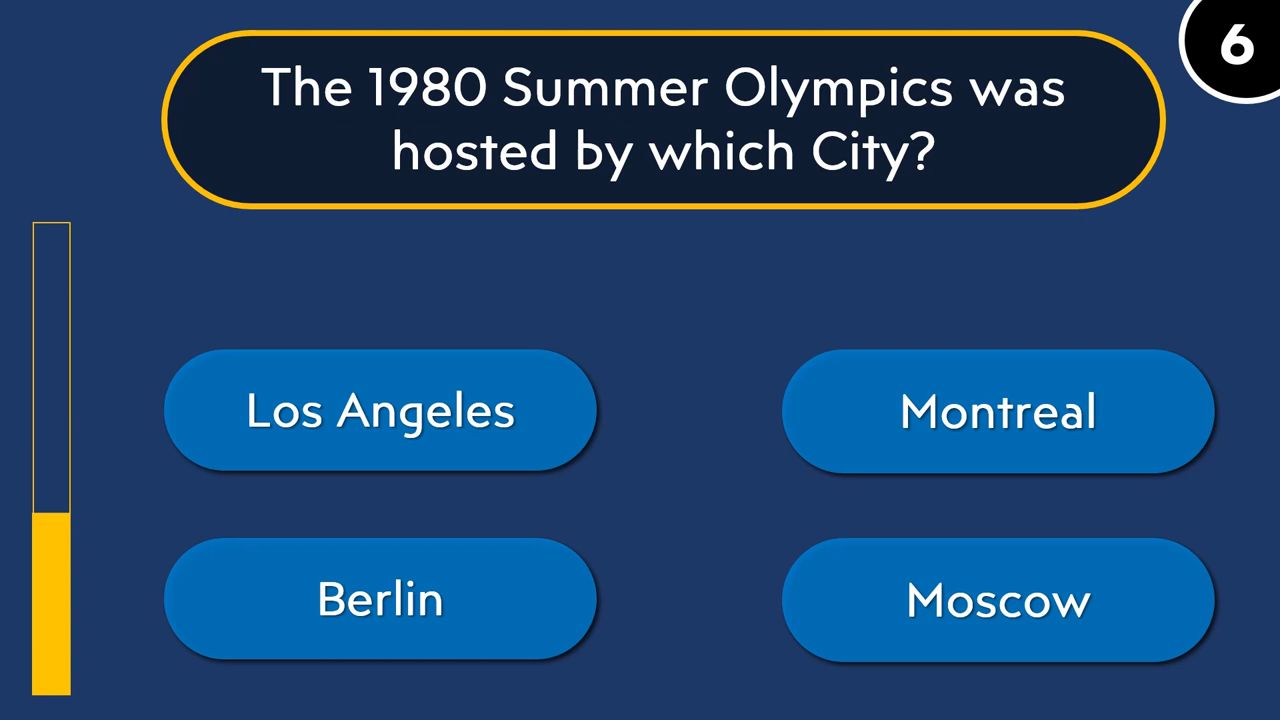 6
The 1980 Summer Olympics was
hosted by which City?
Los Angeles
Montreal
Berlin
Moscow